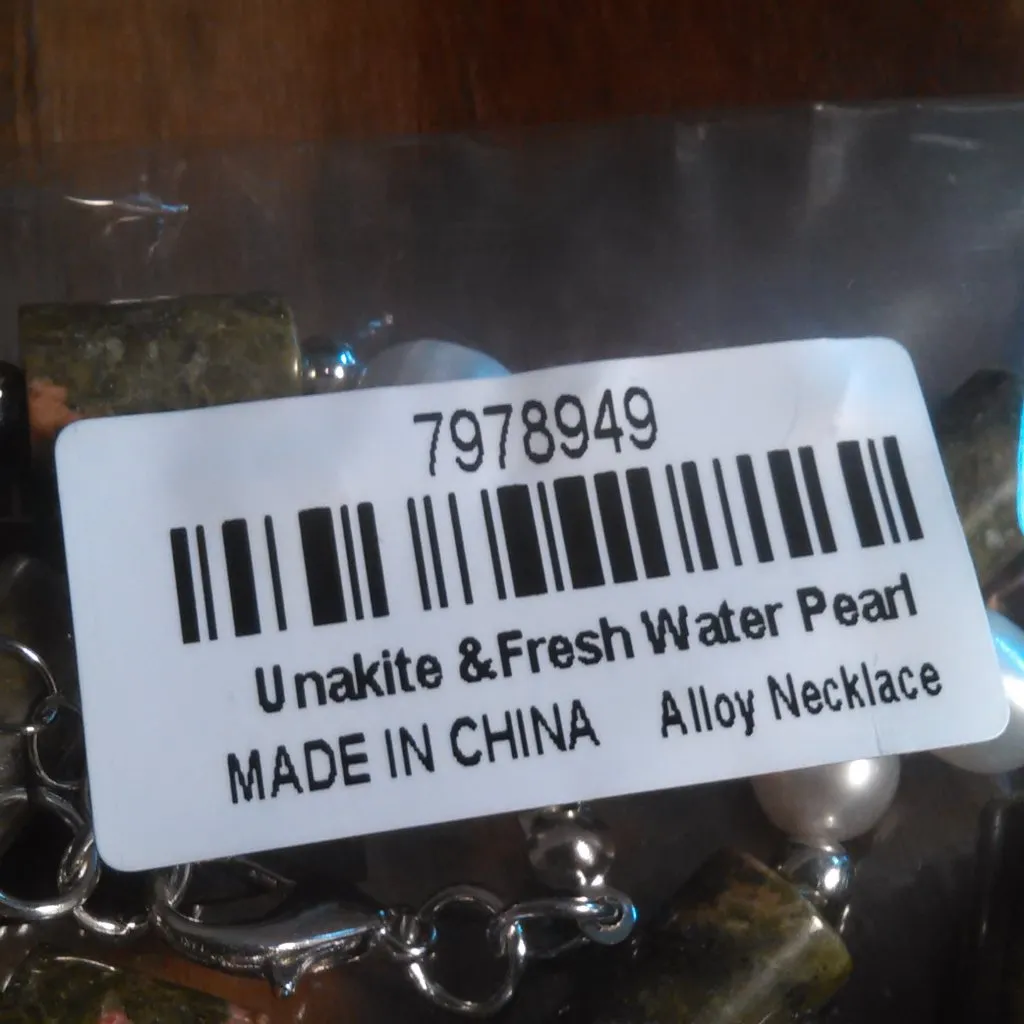 7978949
Unakite &Fresh Water Pearl
MADE IN CHINA Alloy Necklace